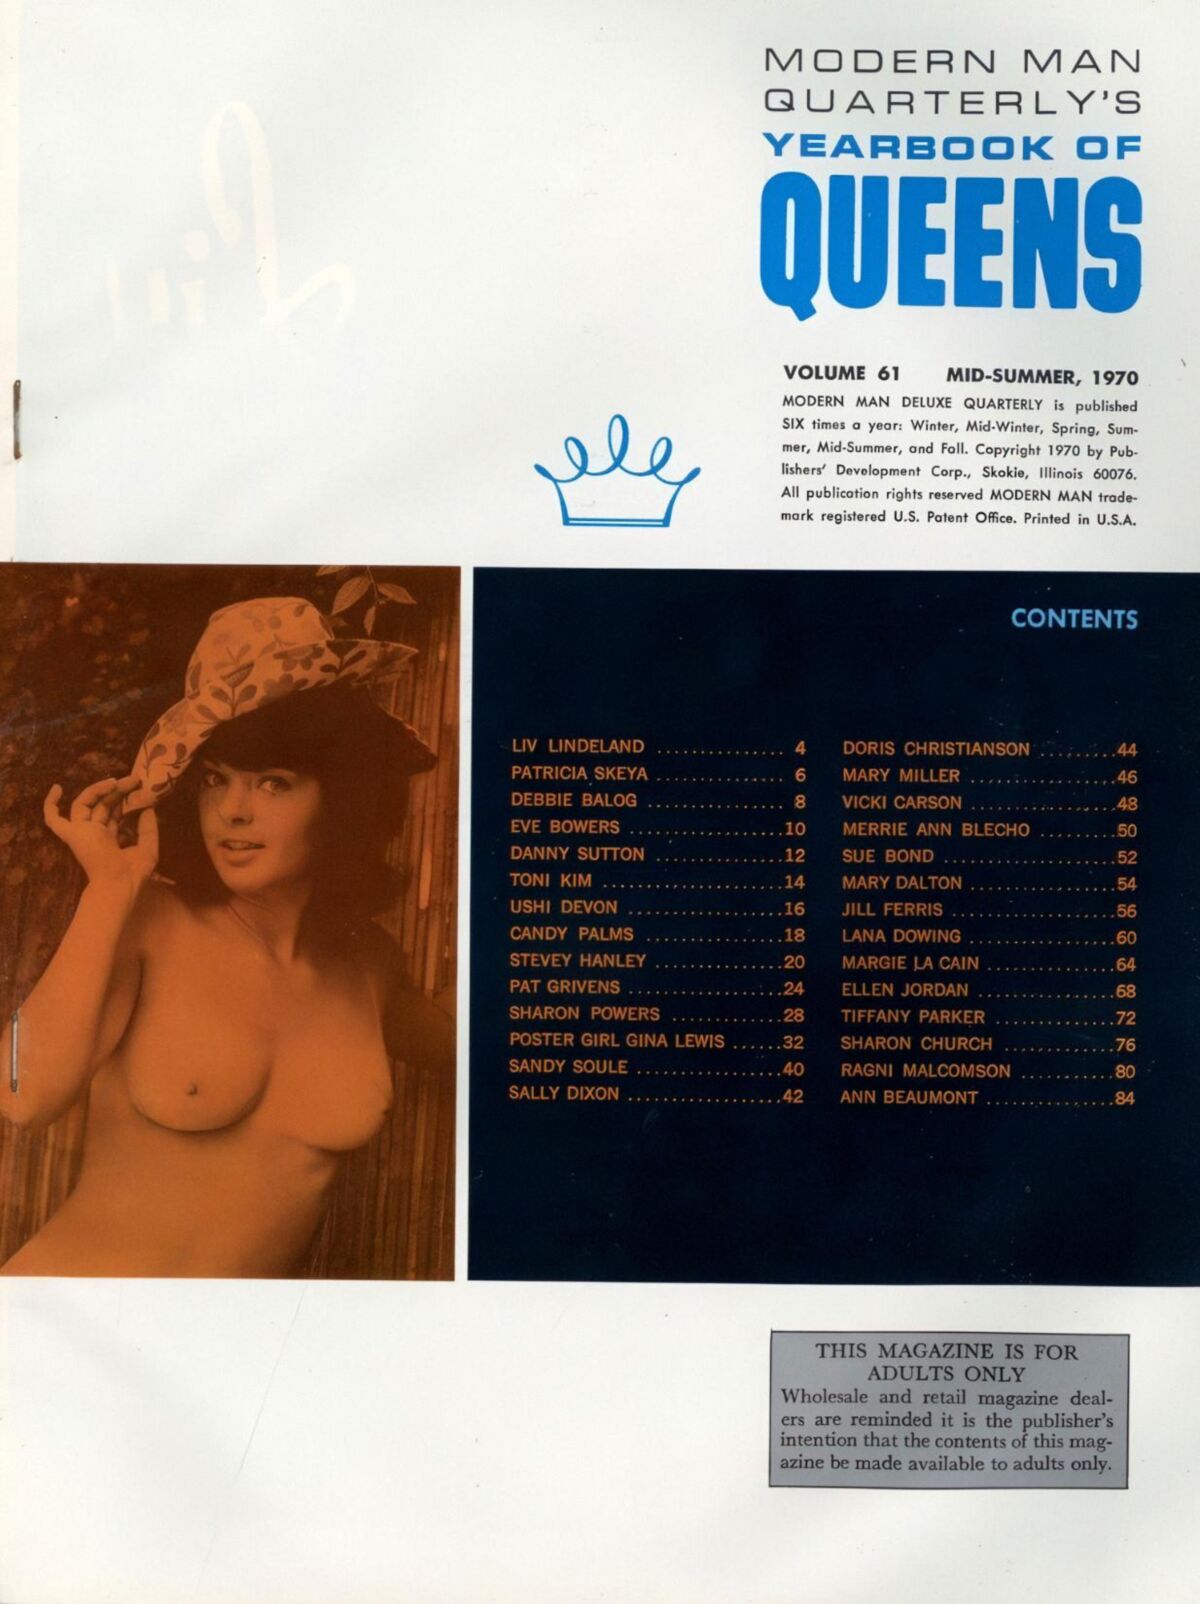 MODERN MAN
QUARTERLY'S
YEARBOOK OF
QUEENS
VOLUME 61 MID-SUMMER, 1970
MODERN MAN DELUXE QUARTERLY is published
SIX times a year: Winter, Mid-Winter, Spring, Sum-
mer, Mid-Summer, and Fall. Copyright 1970 by Pub-
lishers' Development Corp., Skokie, Illinois 60076.
All publication rights reserved MODERN MAN trade-
mark registered U.S. Patent Office. Printed in U.S.A.
CONTENTS
LIV LINDELAND ............... 4
PATRICIA SKEYA ............... 6
DEBBIE BALOG ................ 8
EVE BOWERS ..................10
DANNY SUTTON ...............12
TONI KIM .....................14
USHI DEVON ..................16
CANDY PALMS ................18
STEVEY HANLEY ...............20
PAT GRIVENS ..................24
SHARON POWERS .............28
POSTER GIRL GINA LEWIS ......32
SANDY SOULE .................40
SALLY DIXON ..................42
DORIS CHRISTIANSON .........44
MARY MILLER .................46
VICKI CARSON .................48
MERRIE ANN BLECHO .........50
SUE BOND ....................52
MARY DALTON .................54
JILL FERRIS ...................56
LANA DOWING .................60
MARGIE LA CAIN ...............64
ELLEN JORDAN ................68
TIFFANY PARKER ..............72
SHARON CHURCH .............76
RAGNI MALCOMSON ...........80
ANN BEAUMONT ...............84
THIS MAGAZINE IS FOR
ADULTS ONLY
Wholesale and retail magazine deal-
ers are reminded it is the publisher's
intention that the contents of this mag-
azine be made available to adults only.